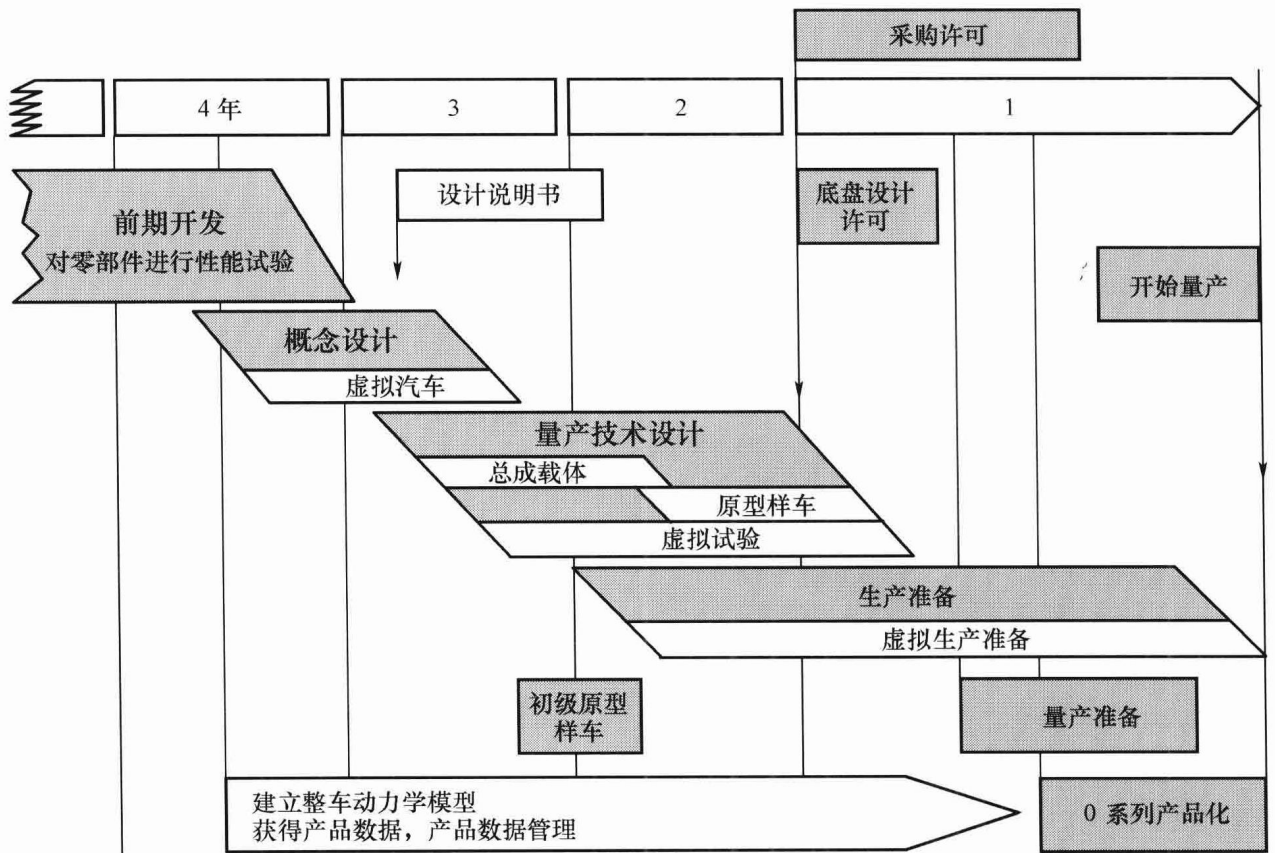 采购许可
4年
3
2
1
设计说明书
底盘设计
许可
前期开发
对零部件进行性能试验
开始量产
概念设计
虚拟汽车
量产技术设计
总成载体
原型样车
虚拟试验
生产准备
虚拟生产准备
初级原型
样车
量产准备
建立整车动力学模型
获得产品数据，产品数据管理
0系列产品化